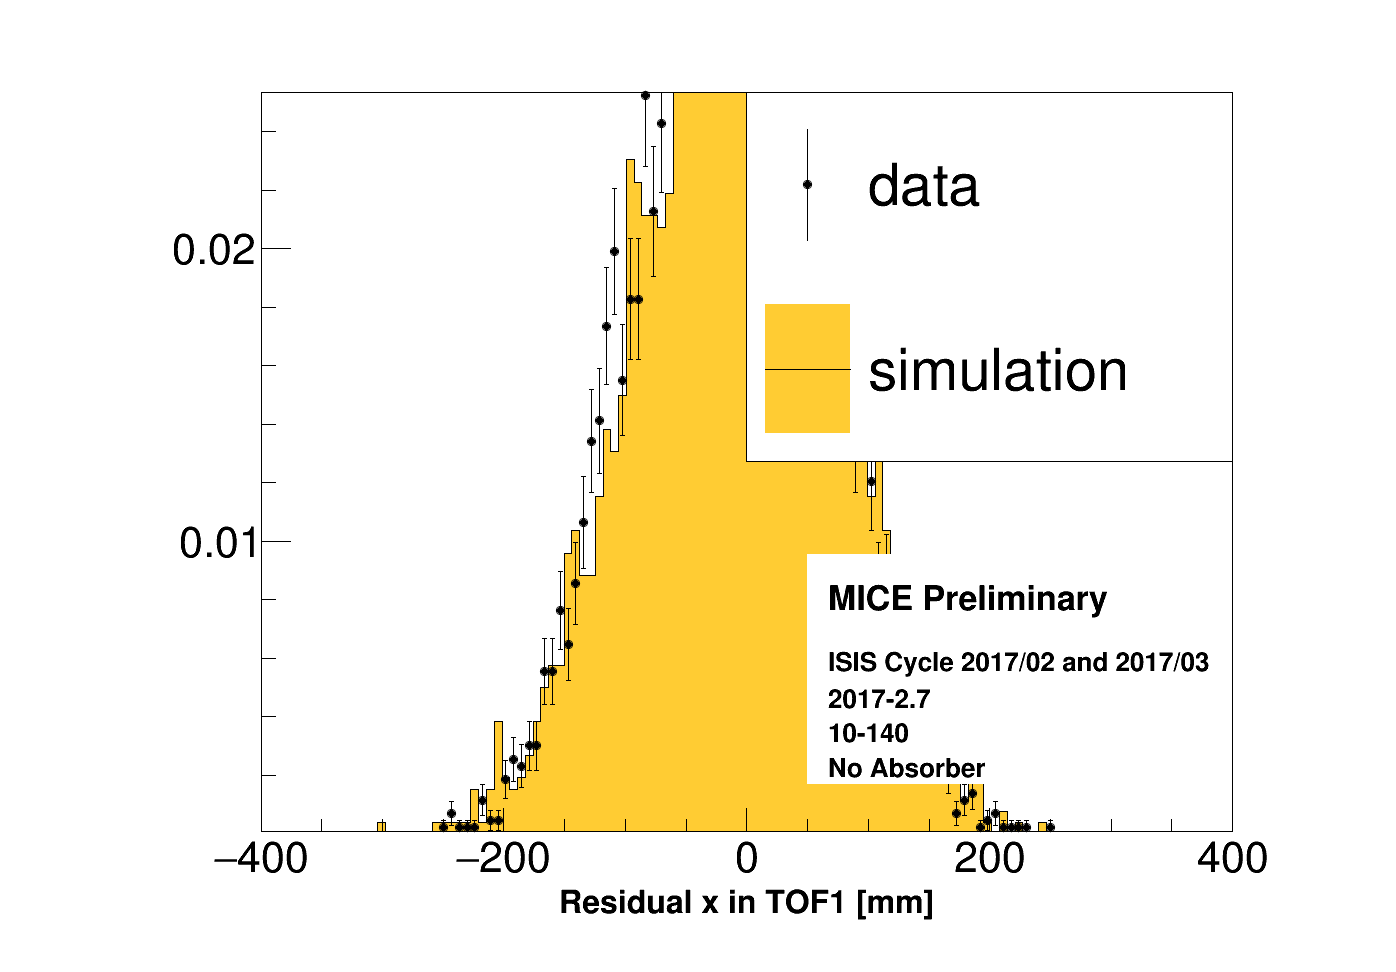 data
simulation
0.02
0.01
MICE Preliminary
ISIS Cycle 2017/02 and 2017/03
2017-2.7
10-140
No Absorber
−400 −200 0 200 400
Residual x in TOF1 [mm]